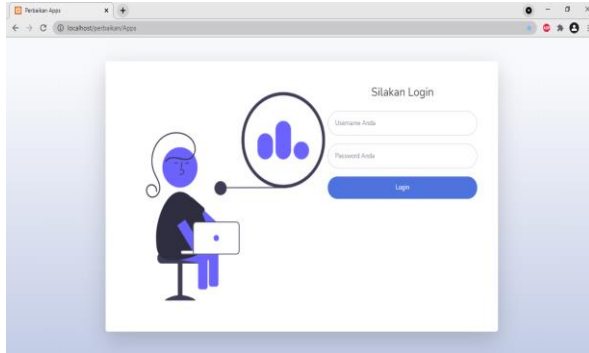 Perbaikan Apps
localhost/perbaikan/Apps
Silakan Login
Username Anda
Password Anda
Login